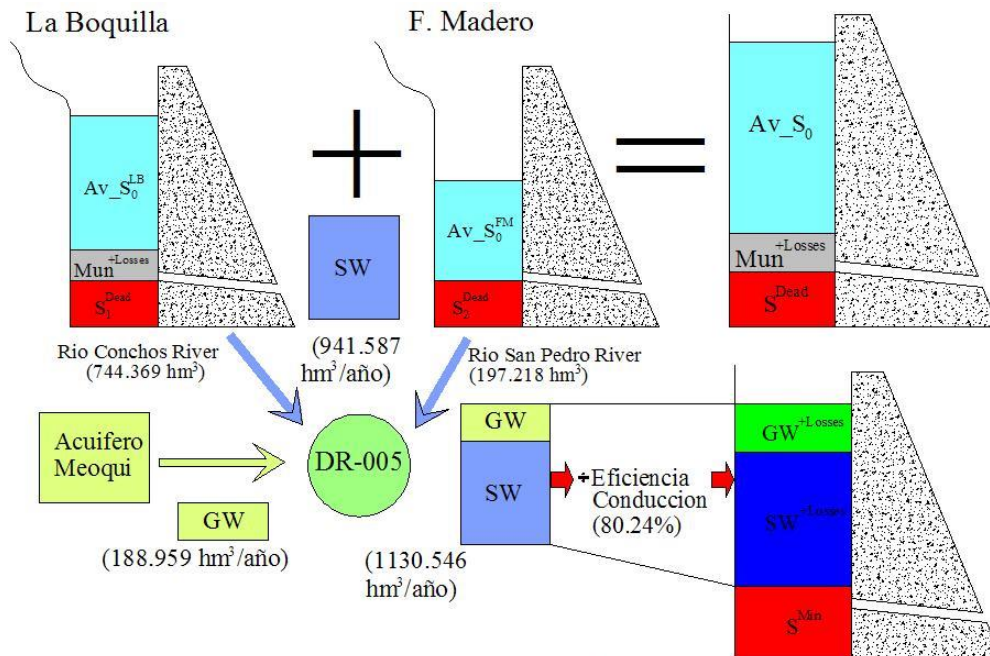 La Boquilla
F. Madero
Av_S₀ᴸᴮ
Mun⁺ᴸᵒˢˢᵉˢ
S₁ᴰᵉᵃᵈ
SW
Av_S₀ᶠᴹ
S₂ᴰᵉᵃᵈ
Av_S₀
Mun⁺ᴸᵒˢˢᵉˢ
Sᴰᵉᵃᵈ
Rio Conchos River
(744.369 hm³)
(941.587
hm³/año)
Rio San Pedro River
(197.218 hm³)
Acuifero
Meoqui
DR-005
GW
(188.959 hm³/año)
(1130.546
hm³/año)
GW
SW
÷Eficiencia
Conduccion
(80.24%)
GW⁺ᴸᵒˢˢᵉˢ
SW⁺ᴸᵒˢˢᵉˢ
Sᴹⁱⁿ